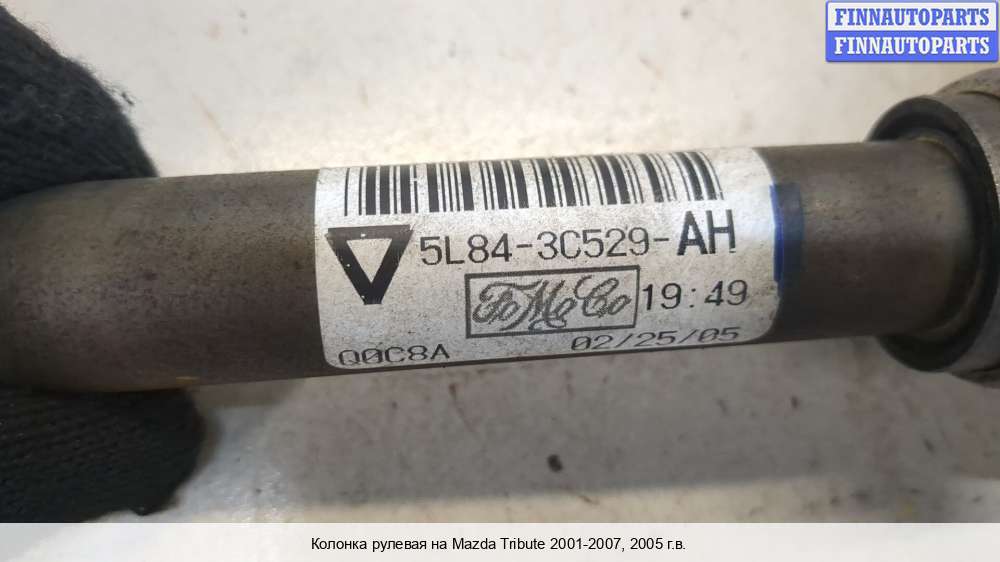 FINNAUTOPARTS
FINNAUTOPARTS
5L84-3C529-AH
FoMoCo 19:49
Q0C8A 02/25/05
Колонка рулевая на Mazda Tribute 2001-2007, 2005 г.в.